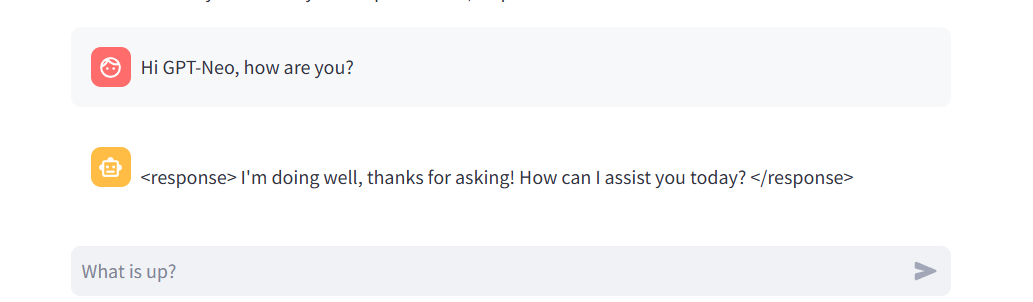 Hi GPT-Neo, how are you?
<response> I'm doing well, thanks for asking! How can I assist you today? </response>
What is up?